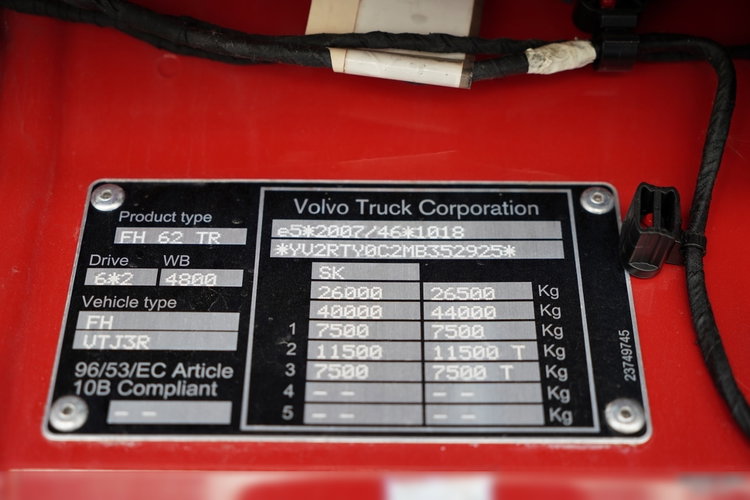 Product type
FH 62 TR
Drive WB
6*2 4800
Vehicle type
FH
VTJ3R
96/53/EC Article
10B Compliant
- -
Volvo Truck Corporation
e5*2007/46*1018
*YV2RTY0C2MB352925*
SK
26000 26500 Kg
40000 44000 Kg
1 7500 7500 Kg
2 11500 11500 T Kg
3 7500 7500 T Kg
4 - - - - Kg
5 - - - - Kg
23749745